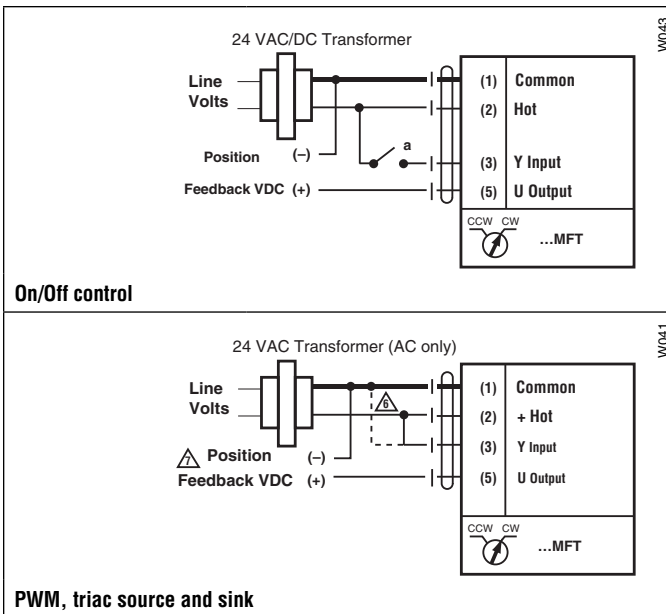 24 VAC/DC Transformer
W043
Line
Volts
(1) Common
(2) Hot
a
Position (–)
(3) Y Input
Feedback VDC (+)
(5) U Output
CCW CW
...MFT
On/Off control
24 VAC Transformer (AC only)
W041
Line
Volts
(1) Common
6
(2) + Hot
(3) Y Input
7 Position (–)
Feedback VDC (+)
(5) U Output
CCW CW
...MFT
PWM, triac source and sink